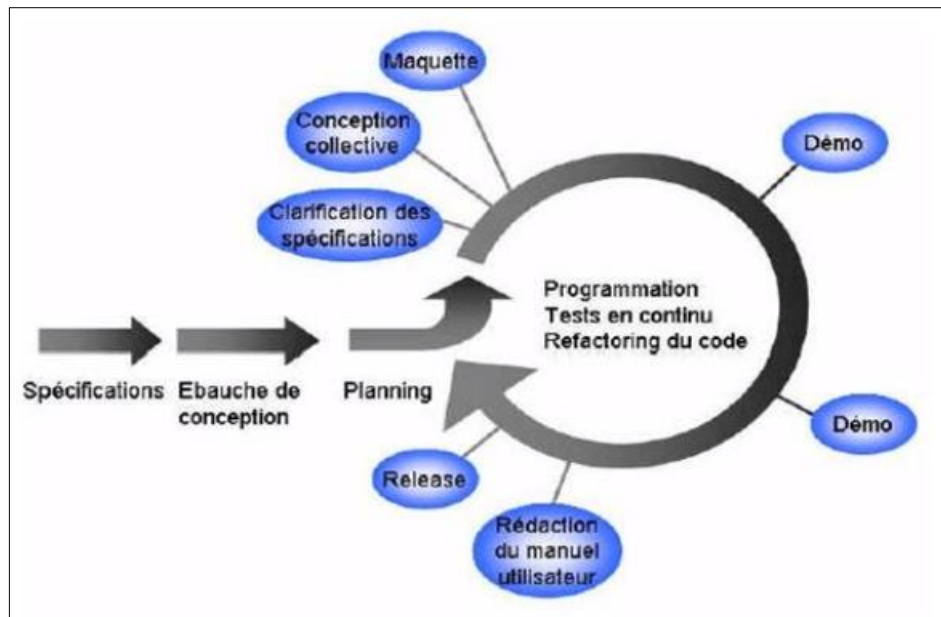 Maquette
Conception
collective
Clarification des
spécifications
Démo
Programmation
Tests en continu
Refactoring du code
Spécifications
Ebauche de
conception
Planning
Démo
Release
Rédaction
du manuel
utilisateur